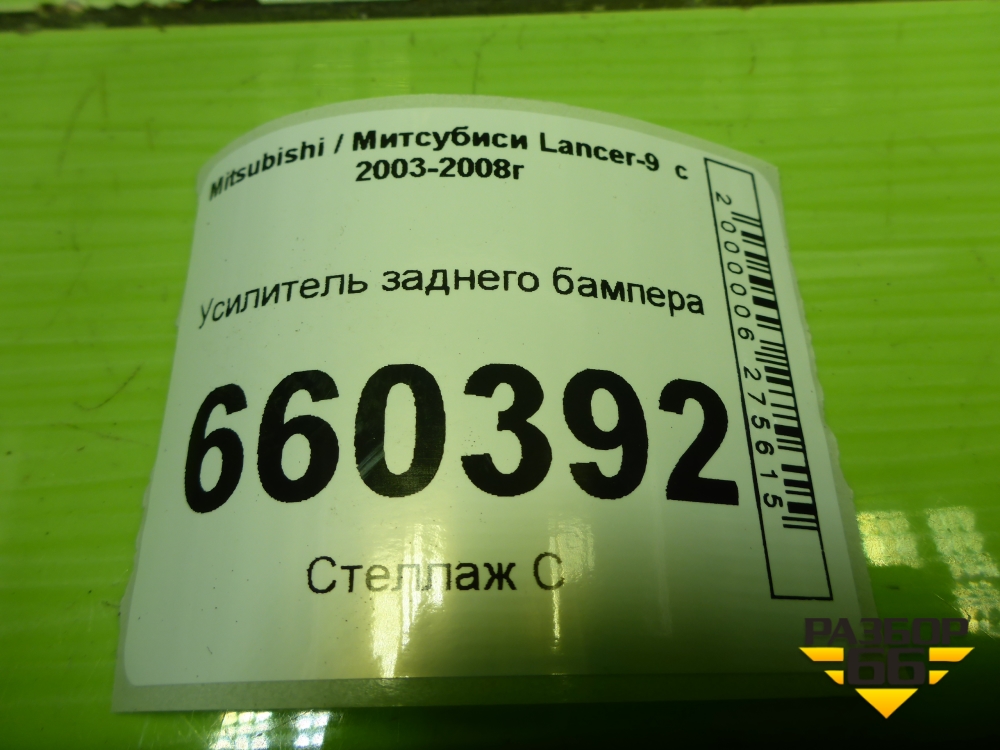 Mitsubishi / Митсубиси Lancer-9 с
2003-2008г
Усилитель заднего бампера
660392
Стеллаж С
2000006275615
РАЗБОР
66